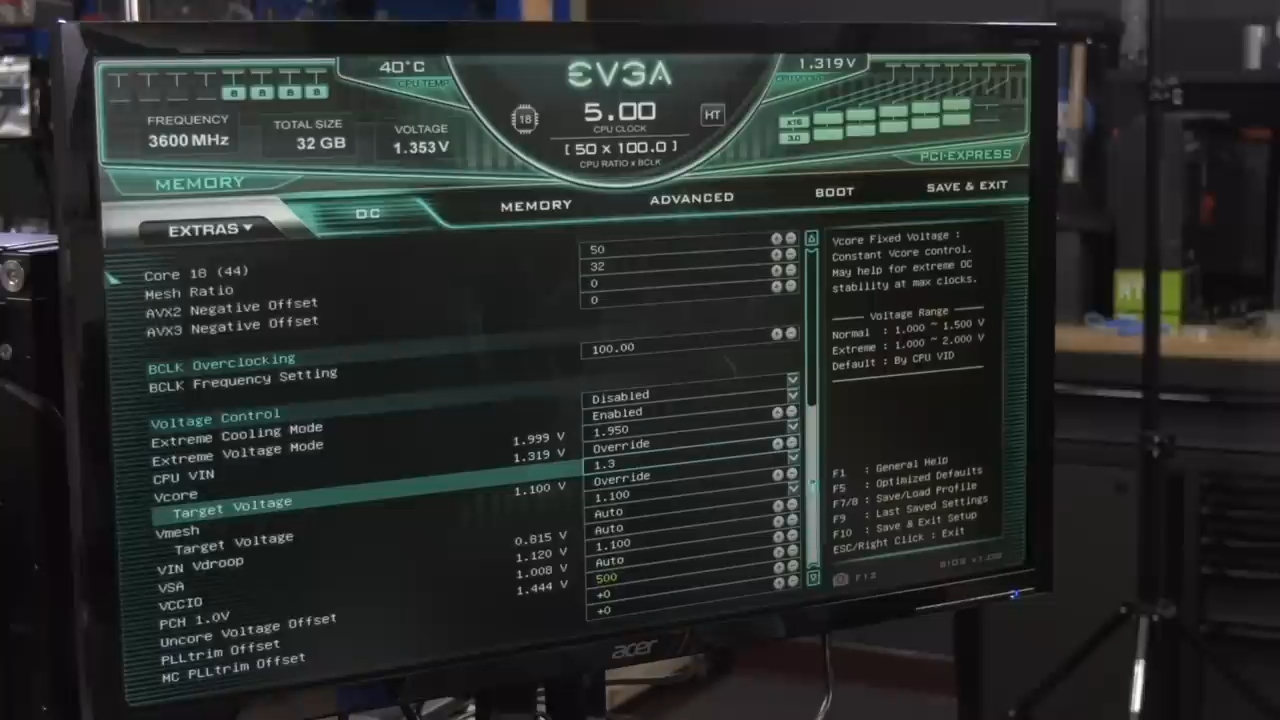 40°C
CPU TEMP
EVGA
1.319V
8 8 8 8
FREQUENCY
3600 MHz
TOTAL SIZE
32 GB
VOLTAGE
1.353 V
18
5.00
CPU CLOCK
HT
[ 50 x 100.0 ]
CPU RATIO x BCLK
X16
3.0
PCI-EXPRESS
MEMORY
EXTRAS
OC
MEMORY
ADVANCED
BOOT
SAVE & EXIT
Core 18 (44)
50
Mesh Ratio
32
AVX2 Negative Offset
0
AVX3 Negative Offset
0
BCLK Overclocking
BCLK Frequency Setting
100.00
Voltage Control
Extreme Cooling Mode
Disabled
Extreme Voltage Mode
Enabled
CPU VIN
1.999 V
1.950
Vcore
1.319 V
Override
Target Voltage
1.3
Vmesh
1.100 V
Override
Target Voltage
1.100
VIN Vdroop
Auto
VSA
0.815 V
Auto
VCCIO
1.120 V
1.100
PCH 1.0V
1.008 V
Auto
Uncore Voltage Offset
1.444 V
500
PLLtrim Offset
+0
MC PLLtrim Offset
+0
Vcore Fixed Voltage :
Constant Vcore control.
May help for extreme OC
stability at max clocks.
Voltage Range
Normal : 1.000 ~ 1.500 V
Extreme : 1.000 ~ 2.000 V
Default : By CPU VID
F1 : General Help
F5 : Optimized Defaults
F7/8 : Save/Load Profile
F9 : Last Saved Settings
F10 : Save & Exit Setup
ESC/Right Click : Exit
F12
acer